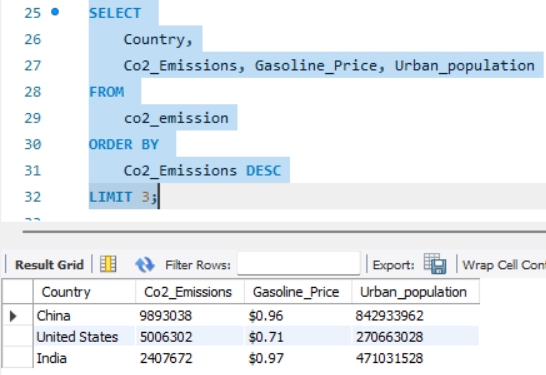 25 SELECT
26 Country,
27 Co2_Emissions, Gasoline_Price, Urban_population
28 FROM
29 co2_emission
30 ORDER BY
31 Co2_Emissions DESC
32 LIMIT 3;
Result Grid Filter Rows: Export: Wrap Cell Cont
Country Co2_Emissions Gasoline_Price Urban_population
China 9893038 $0.96 842933962
United States 5006302 $0.71 270663028
India 2407672 $0.97 471031528